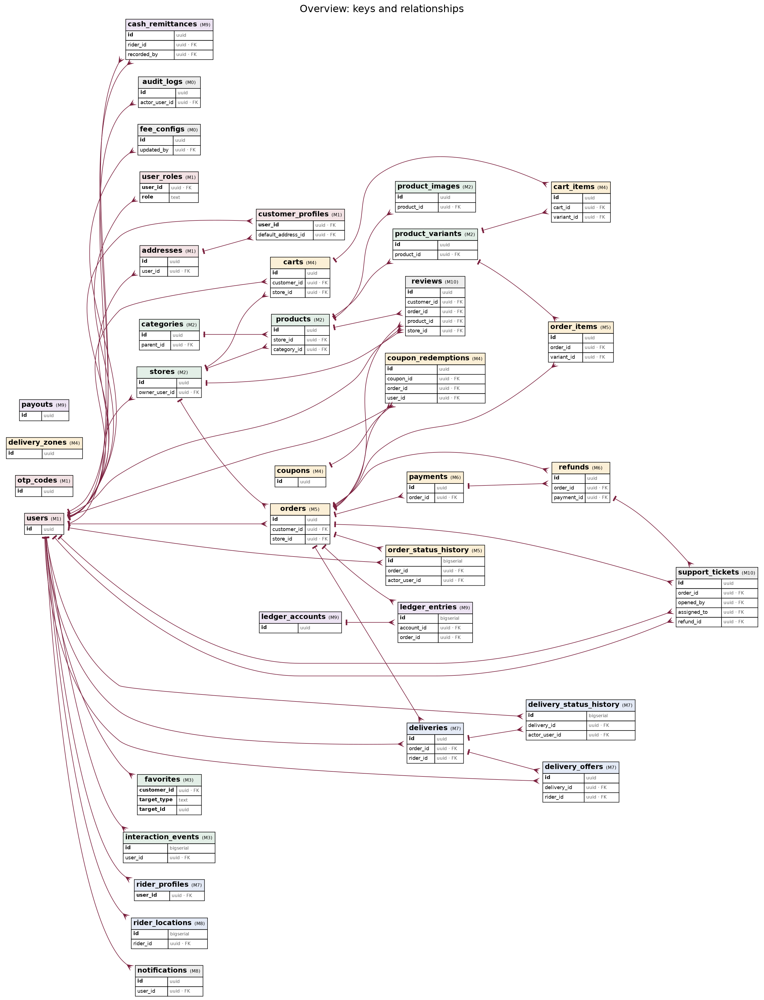 Overview: keys and relationships
cash_remittances (M9)
id uuid
rider_id uuid · FK
recorded_by uuid · FK
audit_logs (M0)
id uuid
actor_user_id uuid · FK
fee_configs (M0)
id uuid
updated_by uuid · FK
user_roles (M1)
user_id uuid · FK
role text
customer_profiles (M1)
user_id uuid · FK
default_address_id uuid · FK
addresses (M1)
id uuid
user_id uuid · FK
carts (M4)
id uuid
customer_id uuid · FK
store_id uuid · FK
product_images (M2)
id uuid
product_id uuid · FK
cart_items (M4)
id uuid
cart_id uuid · FK
variant_id uuid · FK
product_variants (M2)
id uuid
product_id uuid · FK
reviews (M10)
id uuid
customer_id uuid · FK
order_id uuid · FK
product_id uuid · FK
store_id uuid · FK
categories (M2)
id uuid
parent_id uuid · FK
products (M2)
id uuid
store_id uuid · FK
category_id uuid · FK
order_items (M5)
id uuid
order_id uuid · FK
variant_id uuid · FK
stores (M2)
id uuid
owner_user_id uuid · FK
coupon_redemptions (M4)
id uuid
coupon_id uuid · FK
order_id uuid · FK
user_id uuid · FK
payouts (M9)
id uuid
delivery_zones (M4)
id uuid
otp_codes (M1)
id uuid
users (M1)
id uuid
coupons (M4)
id uuid
payments (M6)
id uuid
order_id uuid · FK
refunds (M6)
id uuid
order_id uuid · FK
payment_id uuid · FK
orders (M5)
id uuid
customer_id uuid · FK
store_id uuid · FK
order_status_history (M5)
id bigserial
order_id uuid · FK
actor_user_id uuid · FK
support_tickets (M10)
id uuid
order_id uuid · FK
opened_by uuid · FK
assigned_to uuid · FK
refund_id uuid · FK
ledger_accounts (M9)
id uuid
ledger_entries (M9)
id bigserial
account_id uuid · FK
order_id uuid · FK
delivery_status_history (M7)
id bigserial
delivery_id uuid · FK
actor_user_id uuid · FK
deliveries (M7)
id uuid
order_id uuid · FK
rider_id uuid · FK
delivery_offers (M7)
id uuid
delivery_id uuid · FK
rider_id uuid · FK
favorites (M3)
customer_id uuid · FK
target_type text
target_id uuid
interaction_events (M3)
id bigserial
user_id uuid · FK
rider_profiles (M7)
user_id uuid · FK
rider_locations (M8)
id bigserial
rider_id uuid · FK
notifications (M8)
id uuid
user_id uuid · FK